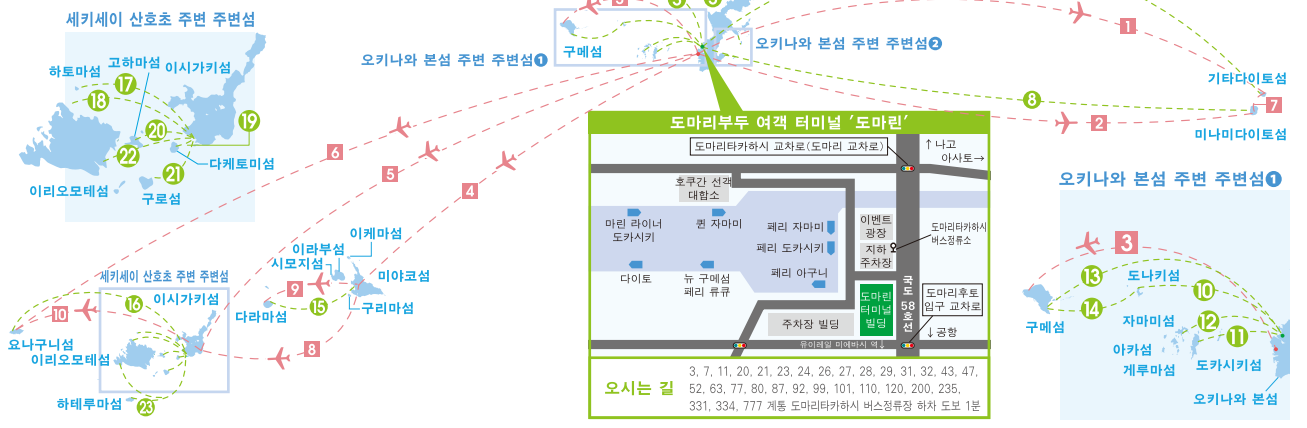 세키세이 산호초 주변 주변섬
하토마섬
고하마섬
이시가키섬
17
18
19
20
22
21
다케토미섬
이리오모테섬
구로섬
오키나와 본섬 주변 주변섬❶
구메섬
오키나와 본섬 주변 주변섬❷
1
기타다이토섬
7
8
2
미나미다이토섬
6
5
4
이케마섬
이라부섬
시모지섬
미야코섬
9
15
다라마섬
구리마섬
8
세키세이 산호초 주변 주변섬
16
이시가키섬
10
요나구니섬
이리오모테섬
하테루마섬
23
도마리부두 여객 터미널 '도마린'
도마리타카하시 교차로(도마리 교차로)
↑나고
아사토→
호쿠간 선객
대합소
마린 라이너
도카시키
퀸 자마미
페리 자마미
페리 도카시키
페리 아구니
다이토
뉴 구메섬
페리 류큐
이벤트
광장
지하
주차장
도마리타카하시
버스정류소
국도 58호선
도마린
터미널
빌딩
도마리후토
입구 교차로
주차장 빌딩
↓공항
유이레일 미에바시 역↓
오시는 길
3, 7, 11, 20, 21, 23, 24, 26, 27, 28, 29, 31, 32, 43, 47,
52, 63, 77, 80, 87, 92, 99, 101, 110, 120, 200, 235,
331, 334, 777 계통 도마리타카하시 버스정류장 하차 도보 1분
오키나와 본섬 주변 주변섬❶
3
13
도나키섬
10
14
구메섬
자마미섬
12
11
아카섬
게루마섬
도카시키섬
오키나와 본섬